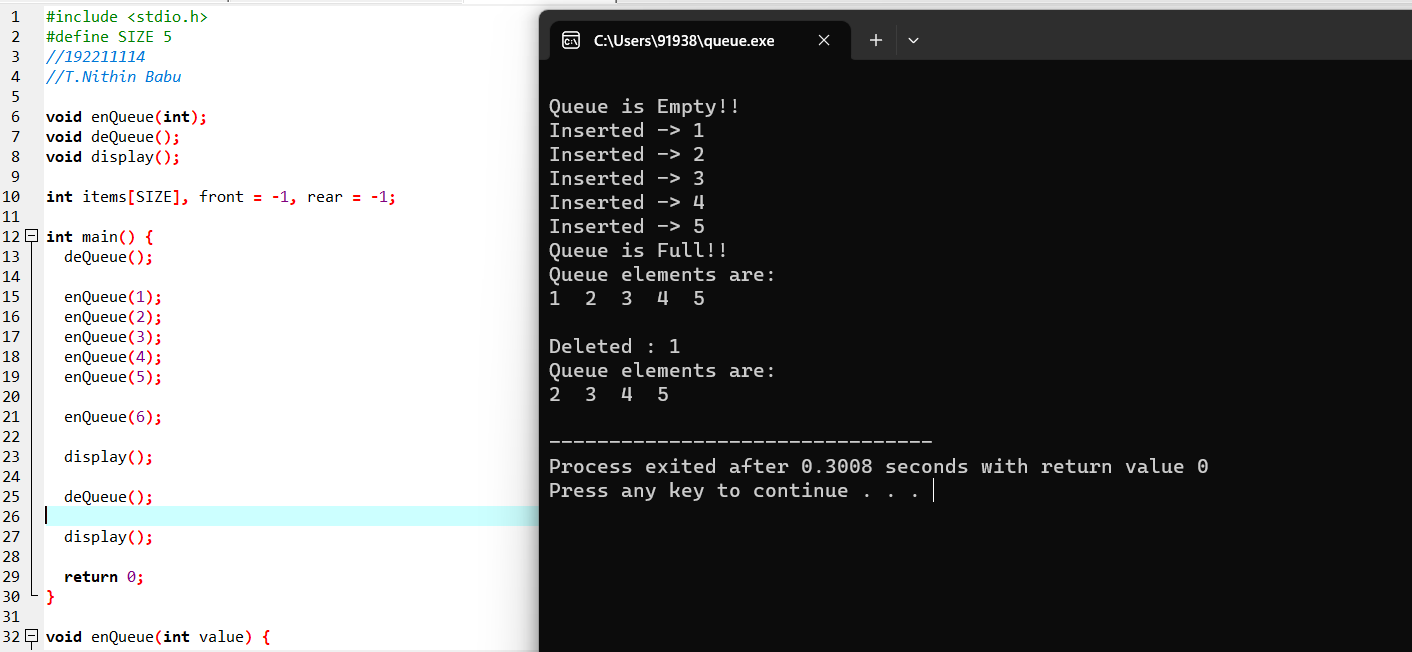 1 #include <stdio.h>
2 #define SIZE 5
3 //192211114
4 //T.Nithin Babu
5
6 void enQueue(int);
7 void deQueue();
8 void display();
9
10 int items[SIZE], front = -1, rear = -1;
11
12 int main() {
13 deQueue();
14
15 enQueue(1);
16 enQueue(2);
17 enQueue(3);
18 enQueue(4);
19 enQueue(5);
20
21 enQueue(6);
22
23 display();
24
25 deQueue();
26
27 display();
28
29 return 0;
30 }
31
32 void enQueue(int value) {
C:\Users\91938\queue.exe
Queue is Empty!!
Inserted -> 1
Inserted -> 2
Inserted -> 3
Inserted -> 4
Inserted -> 5
Queue is Full!!
Queue elements are:
1  2  3  4  5
Deleted : 1
Queue elements are:
2  3  4  5
--------------------------------
Process exited after 0.3008 seconds with return value 0
Press any key to continue . . .